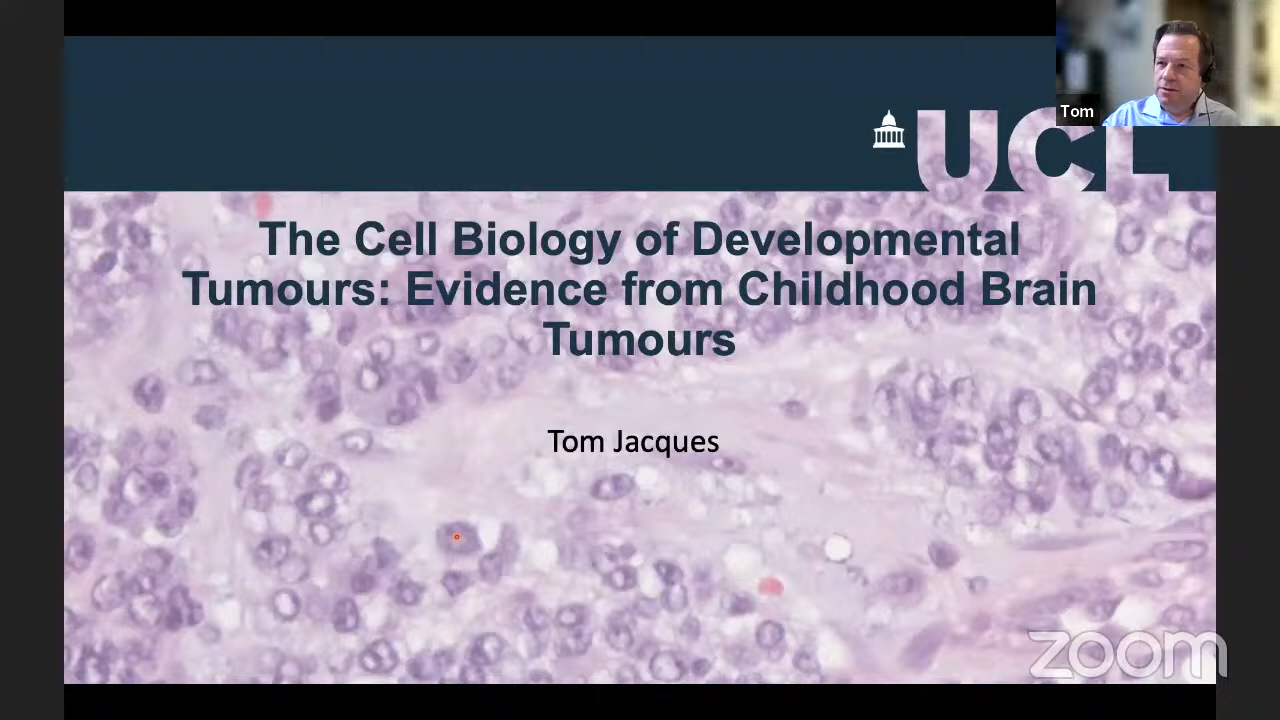 Tom
UCL
The Cell Biology of Developmental
Tumours: Evidence from Childhood Brain
Tumours
Tom Jacques
zoom